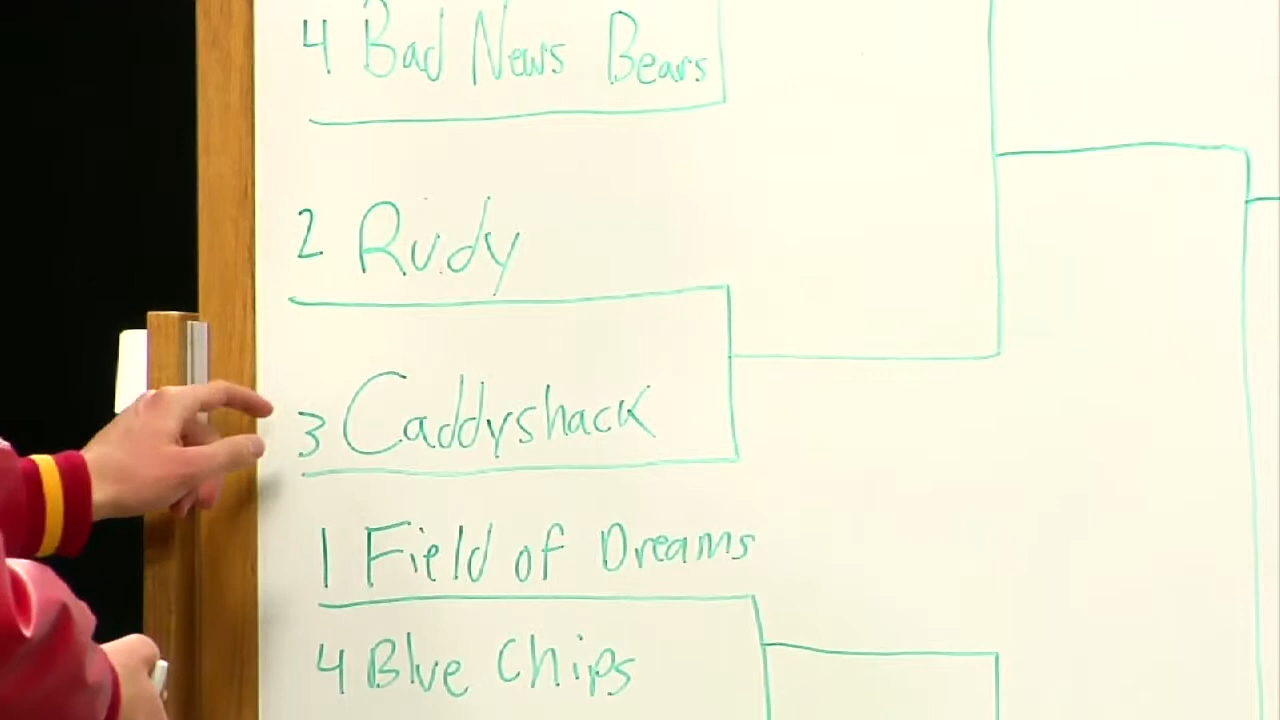 4 Bad News Bears
2 Rudy
3 Caddyshack
1 Field of Dreams
4 Blue Chips